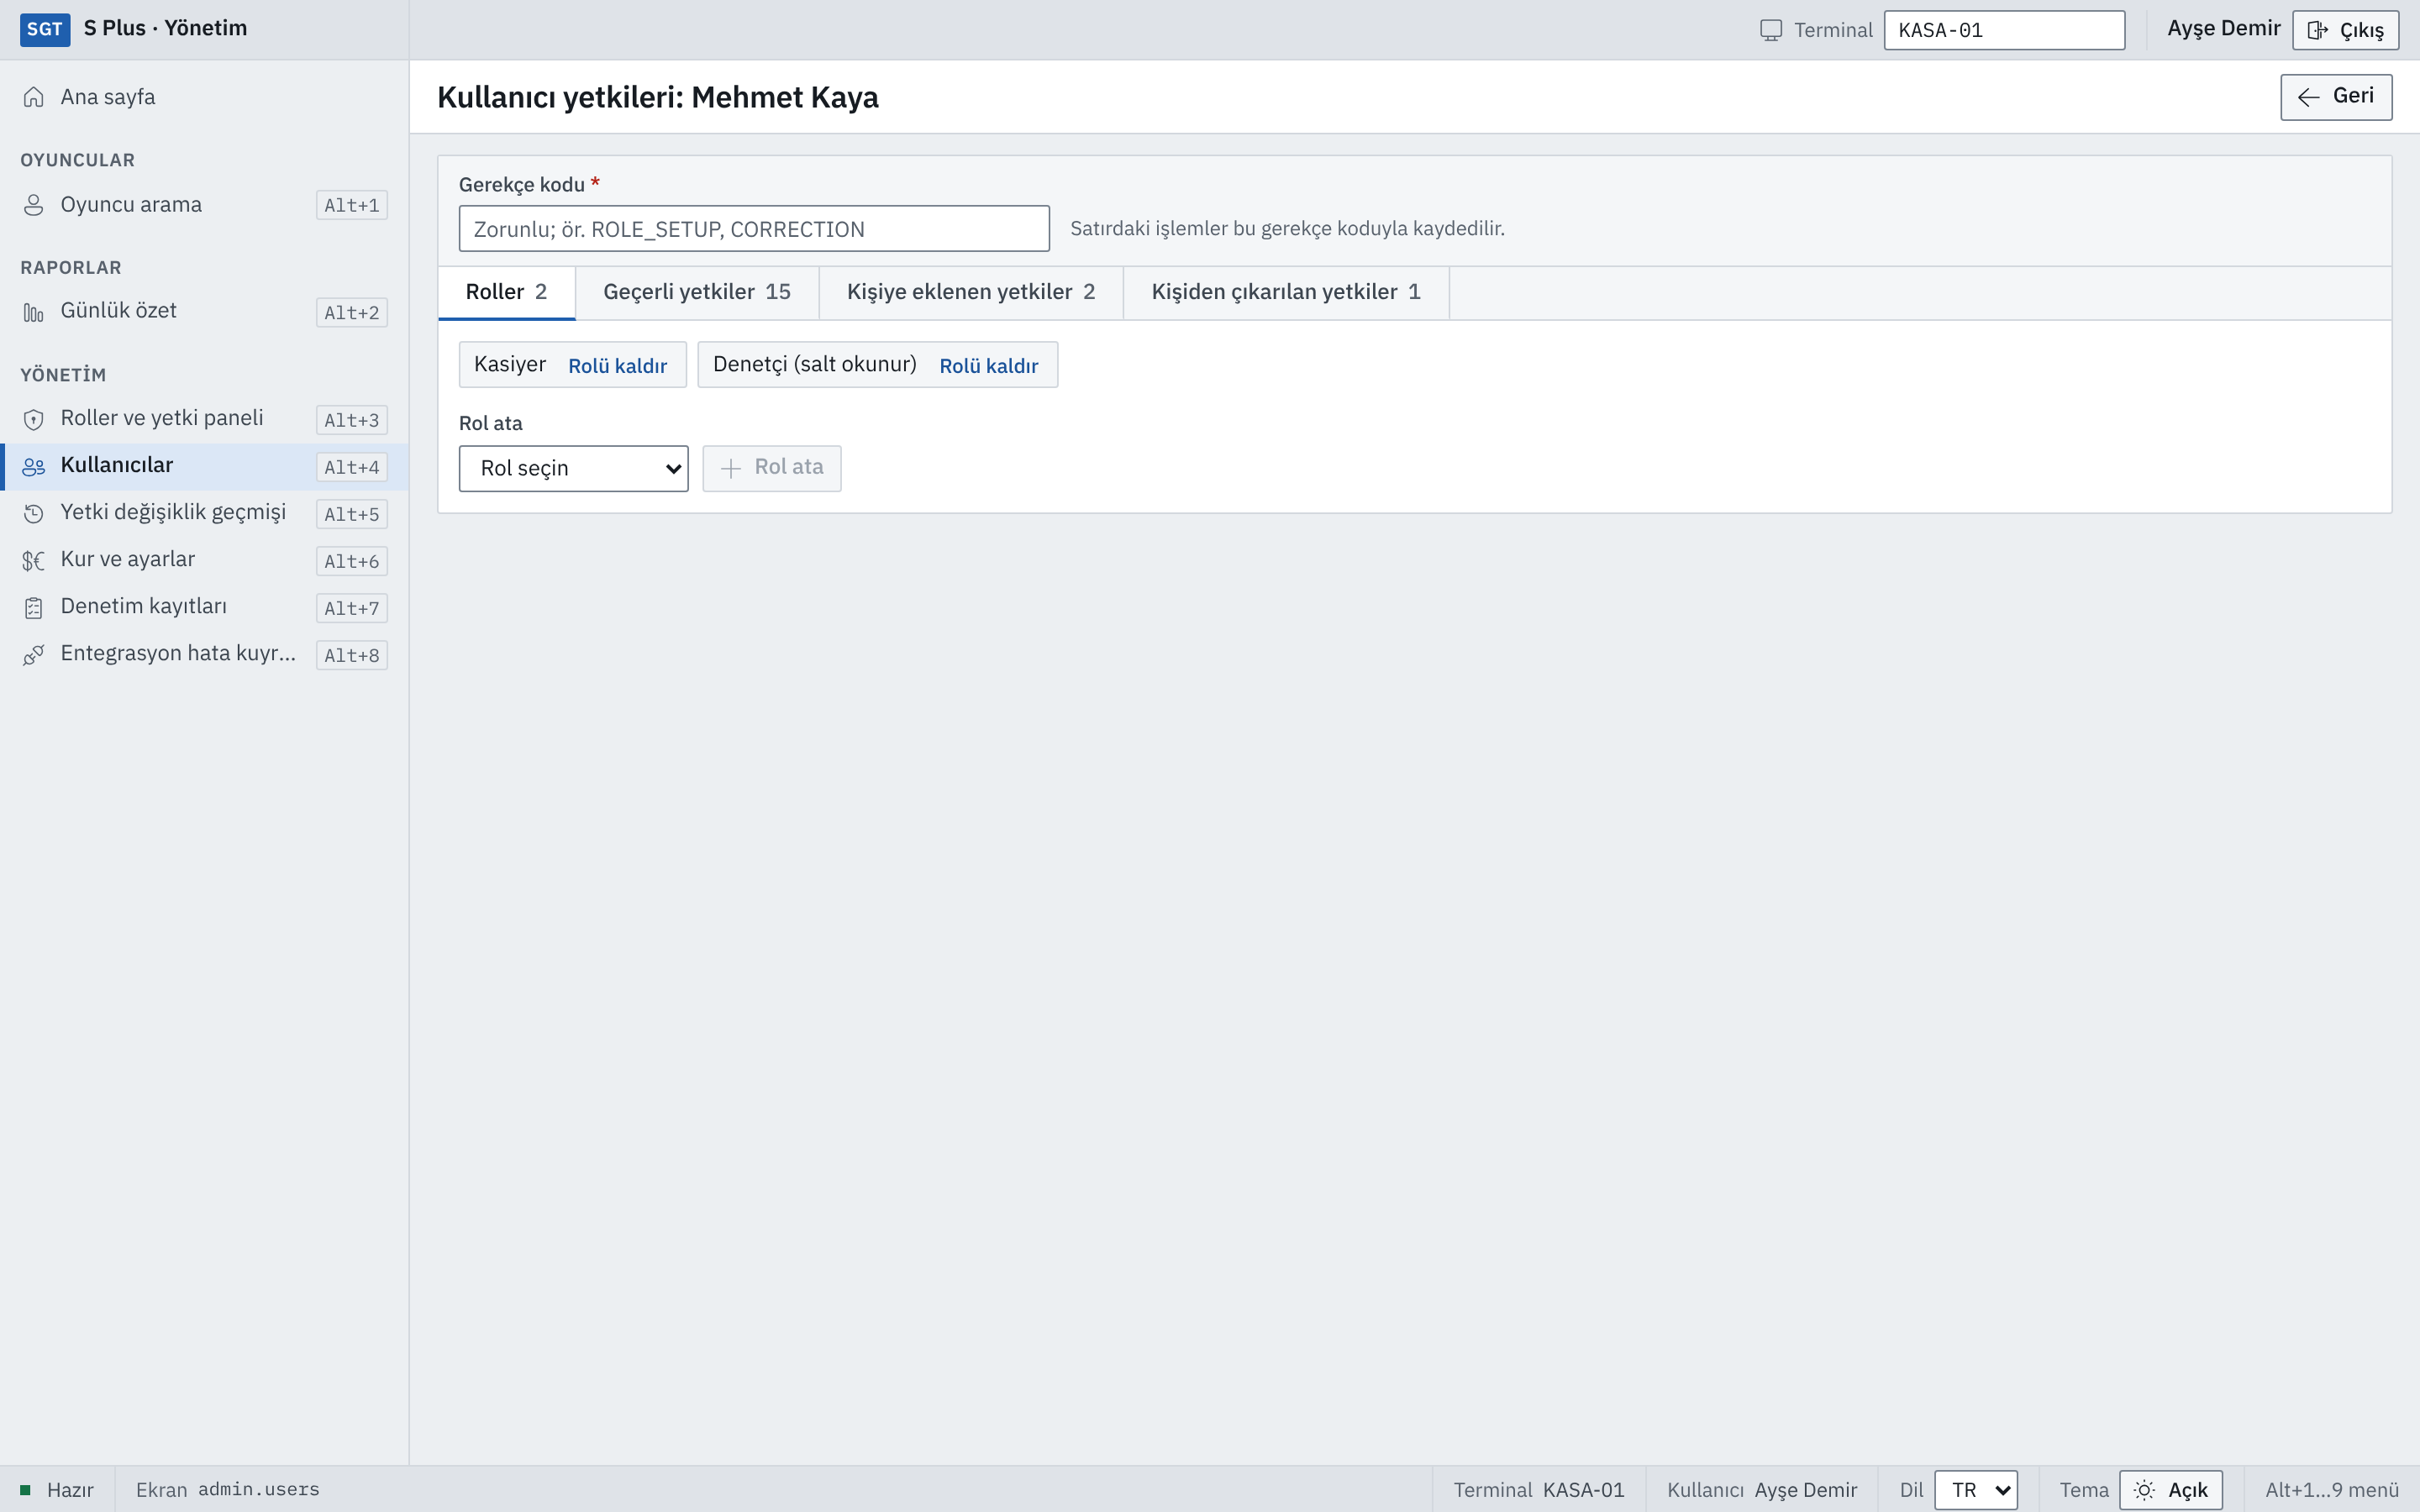 SGT S Plus · Yönetim
Terminal KASA-01 Ayşe Demir Çıkış
Ana sayfa
OYUNCULAR
Oyuncu arama Alt+1
RAPORLAR
Günlük özet Alt+2
YÖNETİM
Roller ve yetki paneli Alt+3
Kullanıcılar Alt+4
Yetki değişiklik geçmişi Alt+5
Kur ve ayarlar Alt+6
Denetim kayıtları Alt+7
Entegrasyon hata kuyr... Alt+8
Kullanıcı yetkileri: Mehmet Kaya
Geri
Gerekçe kodu *
Zorunlu; ör. ROLE_SETUP, CORRECTION Satırdaki işlemler bu gerekçe koduyla kaydedilir.
Roller 2 Geçerli yetkiler 15 Kişiye eklenen yetkiler 2 Kişiden çıkarılan yetkiler 1
Kasiyer Rolü kaldır Denetçi (salt okunur) Rolü kaldır
Rol ata
Rol seçin Rol ata
Hazır Ekran admin.users Terminal KASA-01 Kullanıcı Ayşe Demir Dil TR Tema Açık Alt+1...9 menü